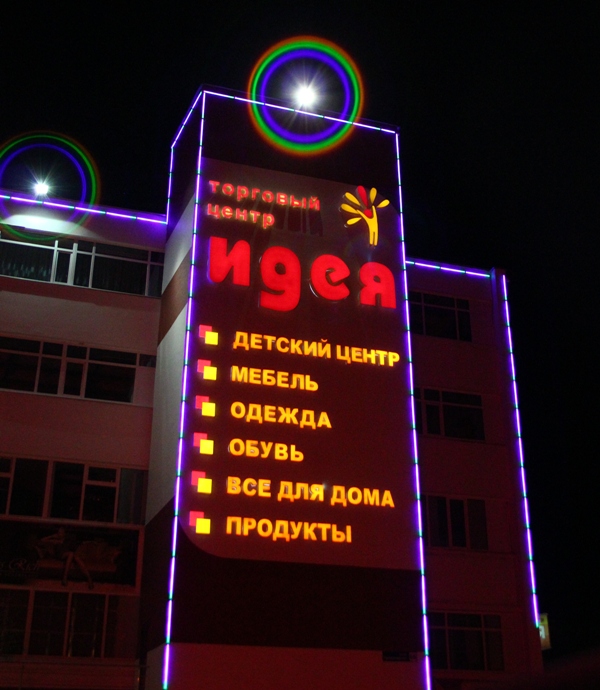 торговый
центр
идея
ДЕТСКИЙ ЦЕНТР
МЕБЕЛЬ
ОДЕЖДА
ОБУВЬ
ВСЕ ДЛЯ ДОМА
ПРОДУКТЫ